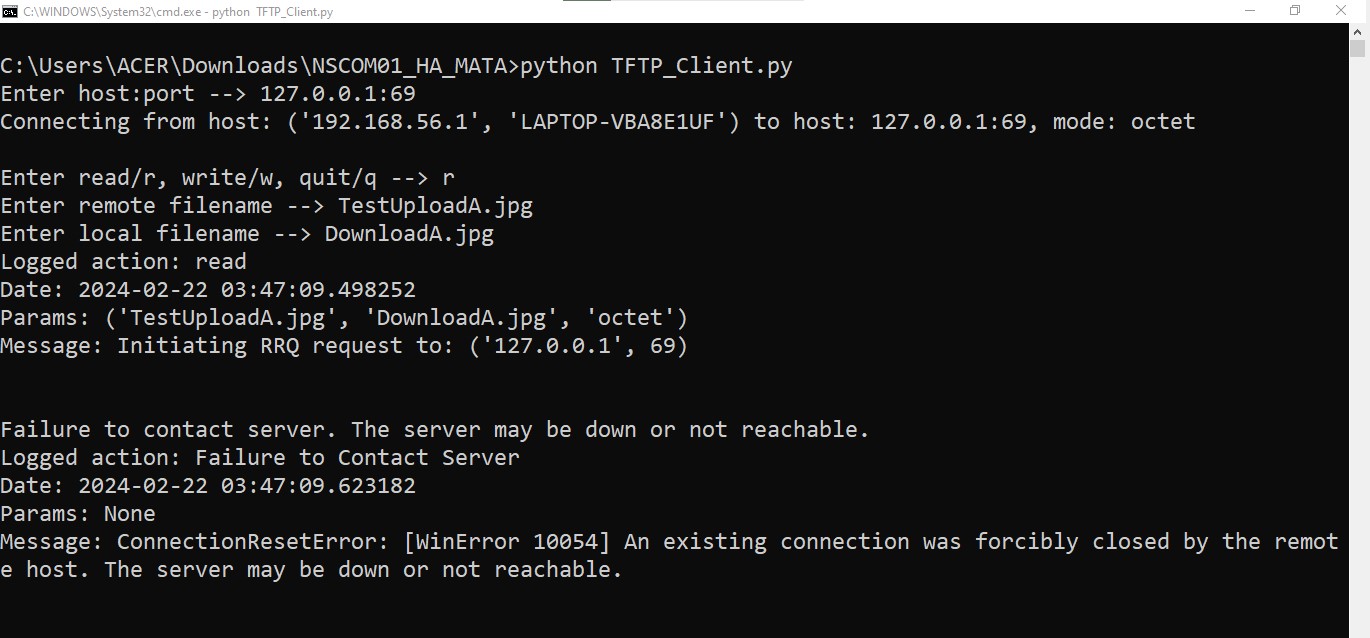 C:\WINDOWS\System32\cmd.exe - python TFTP_Client.py
C:\Users\ACER\Downloads\NSCOM01_HA_MATA>python TFTP_Client.py
Enter host:port --> 127.0.0.1:69
Connecting from host: ('192.168.56.1', 'LAPTOP-VBA8E1UF') to host: 127.0.0.1:69, mode: octet
Enter read/r, write/w, quit/q --> r
Enter remote filename --> TestUploadA.jpg
Enter local filename --> DownloadA.jpg
Logged action: read
Date: 2024-02-22 03:47:09.498252
Params: ('TestUploadA.jpg', 'DownloadA.jpg', 'octet')
Message: Initiating RRQ request to: ('127.0.0.1', 69)
Failure to contact server. The server may be down or not reachable.
Logged action: Failure to Contact Server
Date: 2024-02-22 03:47:09.623182
Params: None
Message: ConnectionResetError: [WinError 10054] An existing connection was forcibly closed by the remot
e host. The server may be down or not reachable.